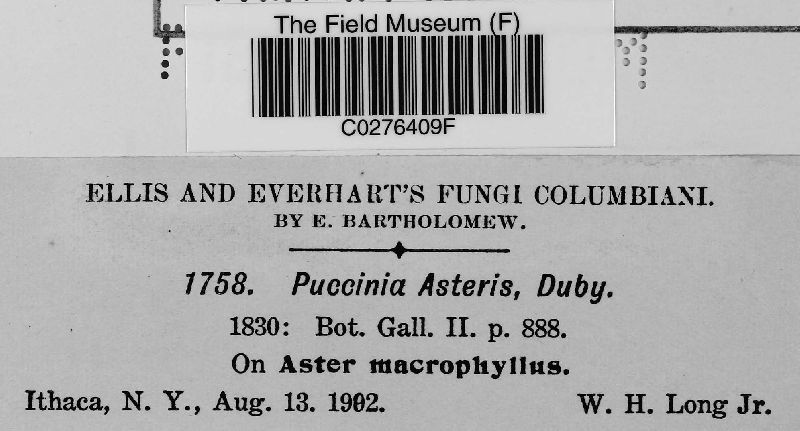 The Field Museum (F)
C0276409F
ELLIS AND EVERHART'S FUNGI COLUMBIANI.
BY E. BARTHOLOMEW.
1758. Puccinia Asteris, Duby.
1830: Bot. Gall. II. p. 888.
On Aster macrophyllus.
Ithaca, N. Y., Aug. 13. 1902. W. H. Long Jr.